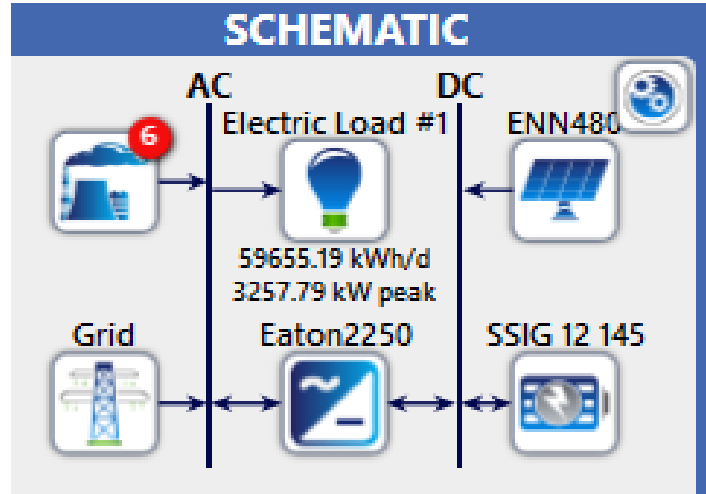 SCHEMATIC
AC
DC
Electric Load #1
ENN480
6
59655.19 kWh/d
3257.79 kW peak
Grid
Eaton2250
SSIG 12 145